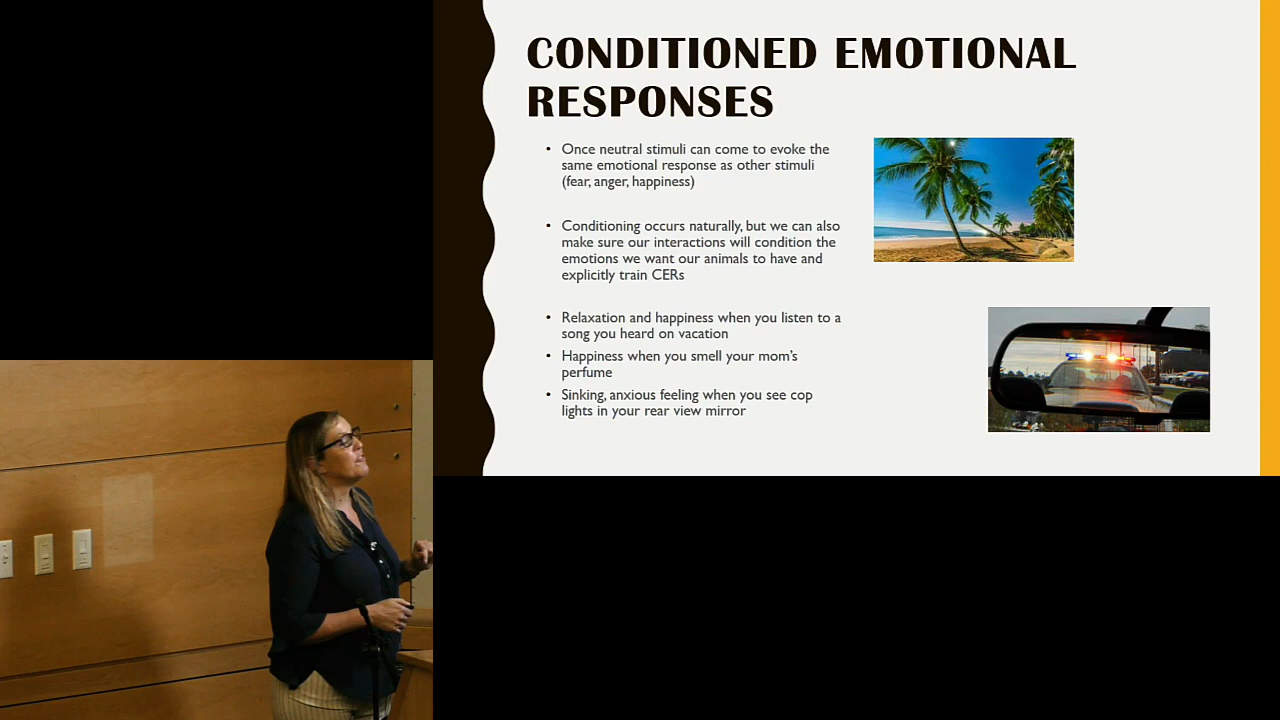 CONDITIONED EMOTIONAL
RESPONSES
• Once neutral stimuli can come to evoke the
same emotional response as other stimuli
(fear, anger, happiness)
• Conditioning occurs naturally, but we can also
make sure our interactions will condition the
emotions we want our animals to have and
explicitly train CERs
• Relaxation and happiness when you listen to a
song you heard on vacation
• Happiness when you smell your mom's
perfume
• Sinking, anxious feeling when you see cop
lights in your rear view mirror